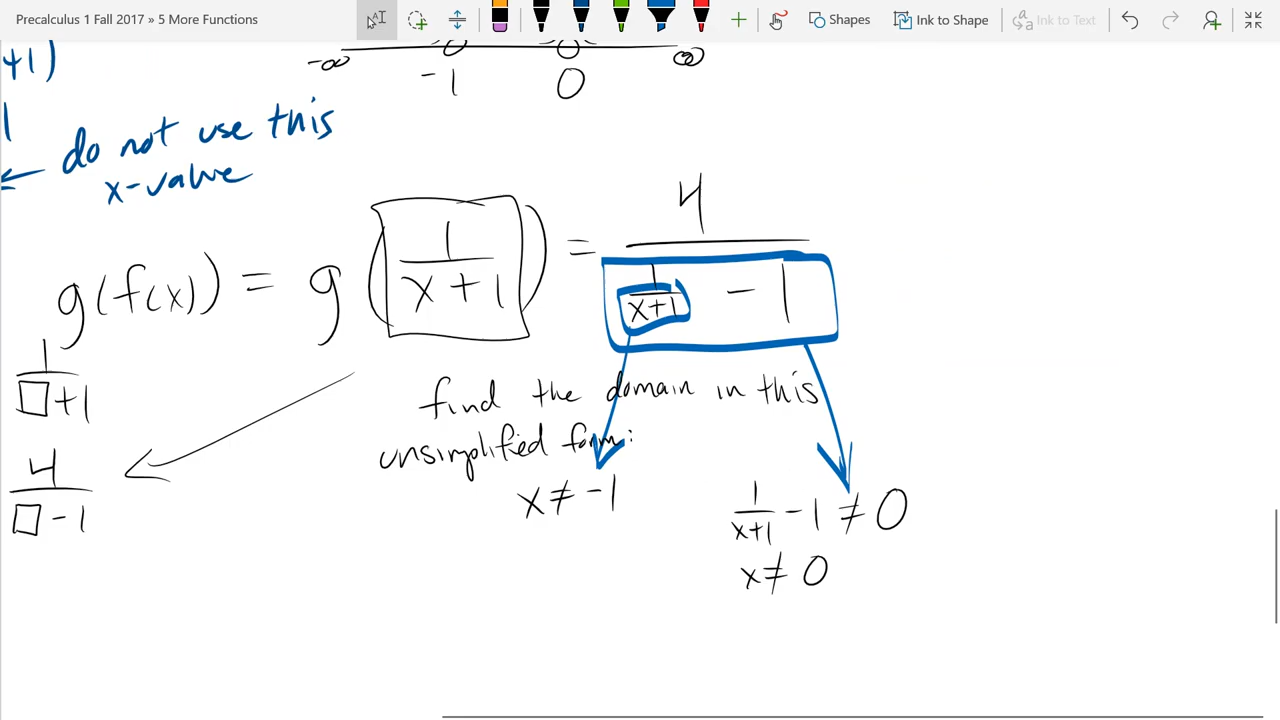 Precalculus 1 Fall 2017 » 5 More Functions
Shapes
Ink to Shape
Ink to Text
+1)
-∞ -1 0 ∞
1
do not use this
x-value
g(f(x)) = g(1/(x+1)) = 4/(1/(x+1) - 1)
1/(□+1)
find the domain in this
unsimplified form:
4/(□-1)
x ≠ -1
1/(x+1) - 1 ≠ 0
x ≠ 0